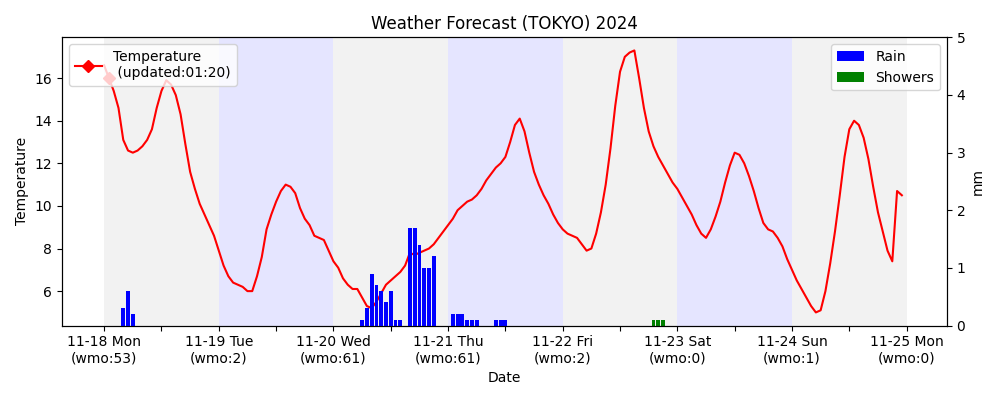 Weather Forecast (TOKYO) 2024
Temperature
(updated:01:20)
Rain
Showers
16
14
12
10
8
6
Temperature
5
4
3
2
1
0
mm
11-18 Mon
(wmo:53)
11-19 Tue
(wmo:2)
11-20 Wed
(wmo:61)
11-21 Thu
(wmo:61)
11-22 Fri
(wmo:2)
11-23 Sat
(wmo:0)
11-24 Sun
(wmo:1)
11-25 Mon
(wmo:0)
Date